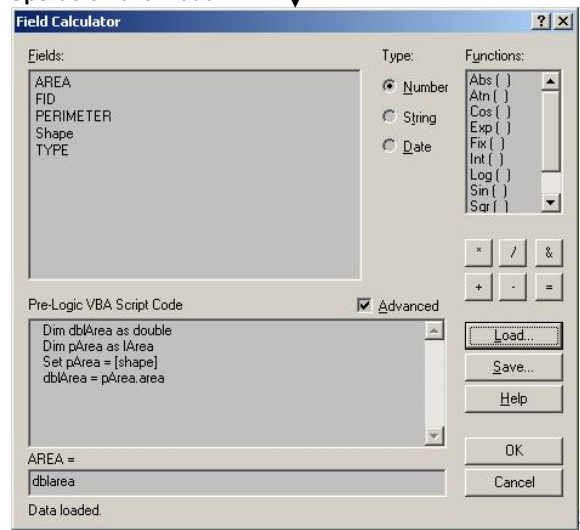 Field Calculator
Fields:
Type:
Functions:
AREA
FID
PERIMETER
Shape
TYPE
Number
String
Date
Abs ( )
Atn ( )
Cos ( )
Exp ( )
Fix ( )
Int ( )
Log ( )
Sin ( )
Sqr ( )
* / &
+ - =
Pre-Logic VBA Script Code
Advanced
Dim dblArea as double
Dim pArea as IArea
Set pArea = [shape]
dblArea = pArea.area
Load...
Save...
Help
AREA =
dblarea
OK
Cancel
Data loaded.